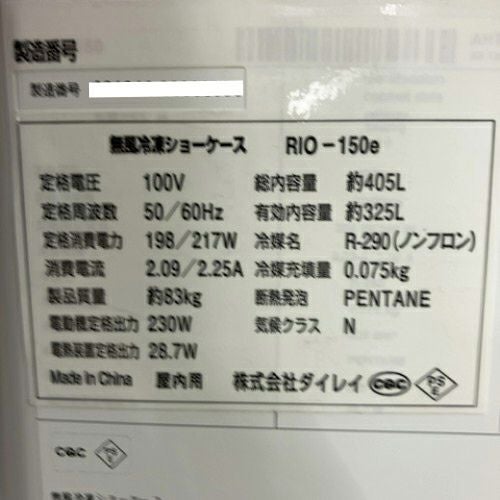 製造番号
製造番号
無風冷凍ショーケース RIO-150e
定格電圧 100V 総内容量 約405L
定格周波数 50/60Hz 有効内容量 約325L
定格消費電力 198/217W 冷媒名 R-290(ノンフロン)
消費電流 2.09/2.25A 冷媒充填量 0.075kg
製品質量 約83kg 断熱発泡 PENTANE
電動機定格出力 230W 気候クラス N
電熱装置定格出力 28.7W
Made in China 屋内用 株式会社ダイレイ CQC PSE
CQC